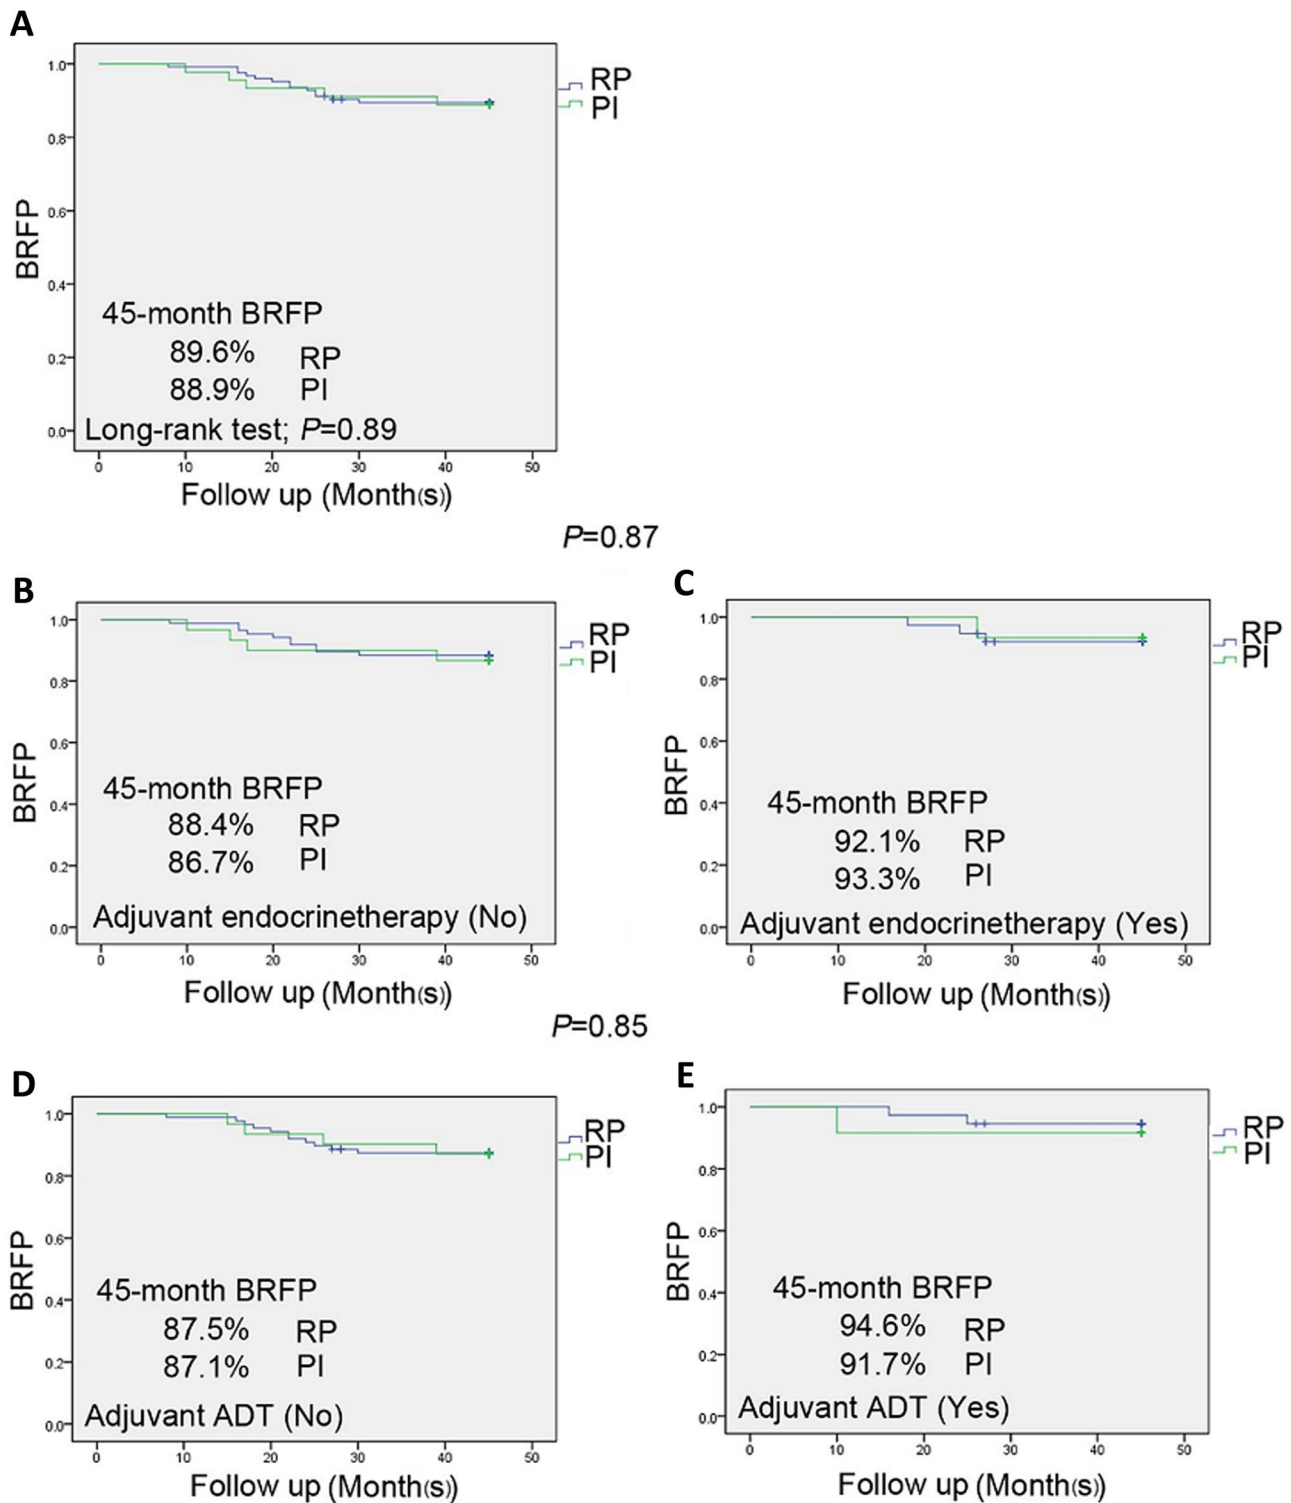 A
1.0
0.8
0.6
0.4
0.2
0.0
BRFP
RP
PI
45-month BRFP
89.6% RP
88.9% PI
Long-rank test; P=0.89
0 10 20 30 40 50
Follow up (Month(s))
P=0.87
B
1.0
0.8
0.6
0.4
0.2
0.0
BRFP
RP
PI
45-month BRFP
88.4% RP
86.7% PI
Adjuvant endocrinetherapy (No)
0 10 20 30 40 50
Follow up (Month(s))
C
1.0
0.8
0.6
0.4
0.2
0.0
BRFP
RP
PI
45-month BRFP
92.1% RP
93.3% PI
Adjuvant endocrinetherapy (Yes)
0 10 20 30 40 50
Follow up (Month(s))
P=0.85
D
1.0
0.8
0.6
0.4
0.2
0.0
BRFP
RP
PI
45-month BRFP
87.5% RP
87.1% PI
Adjuvant ADT (No)
0 10 20 30 40 50
Follow up (Month(s))
E
1.0
0.8
0.6
0.4
0.2
0.0
BRFP
RP
PI
45-month BRFP
94.6% RP
91.7% PI
Adjuvant ADT (Yes)
0 10 20 30 40 50
Follow up (Month(s))